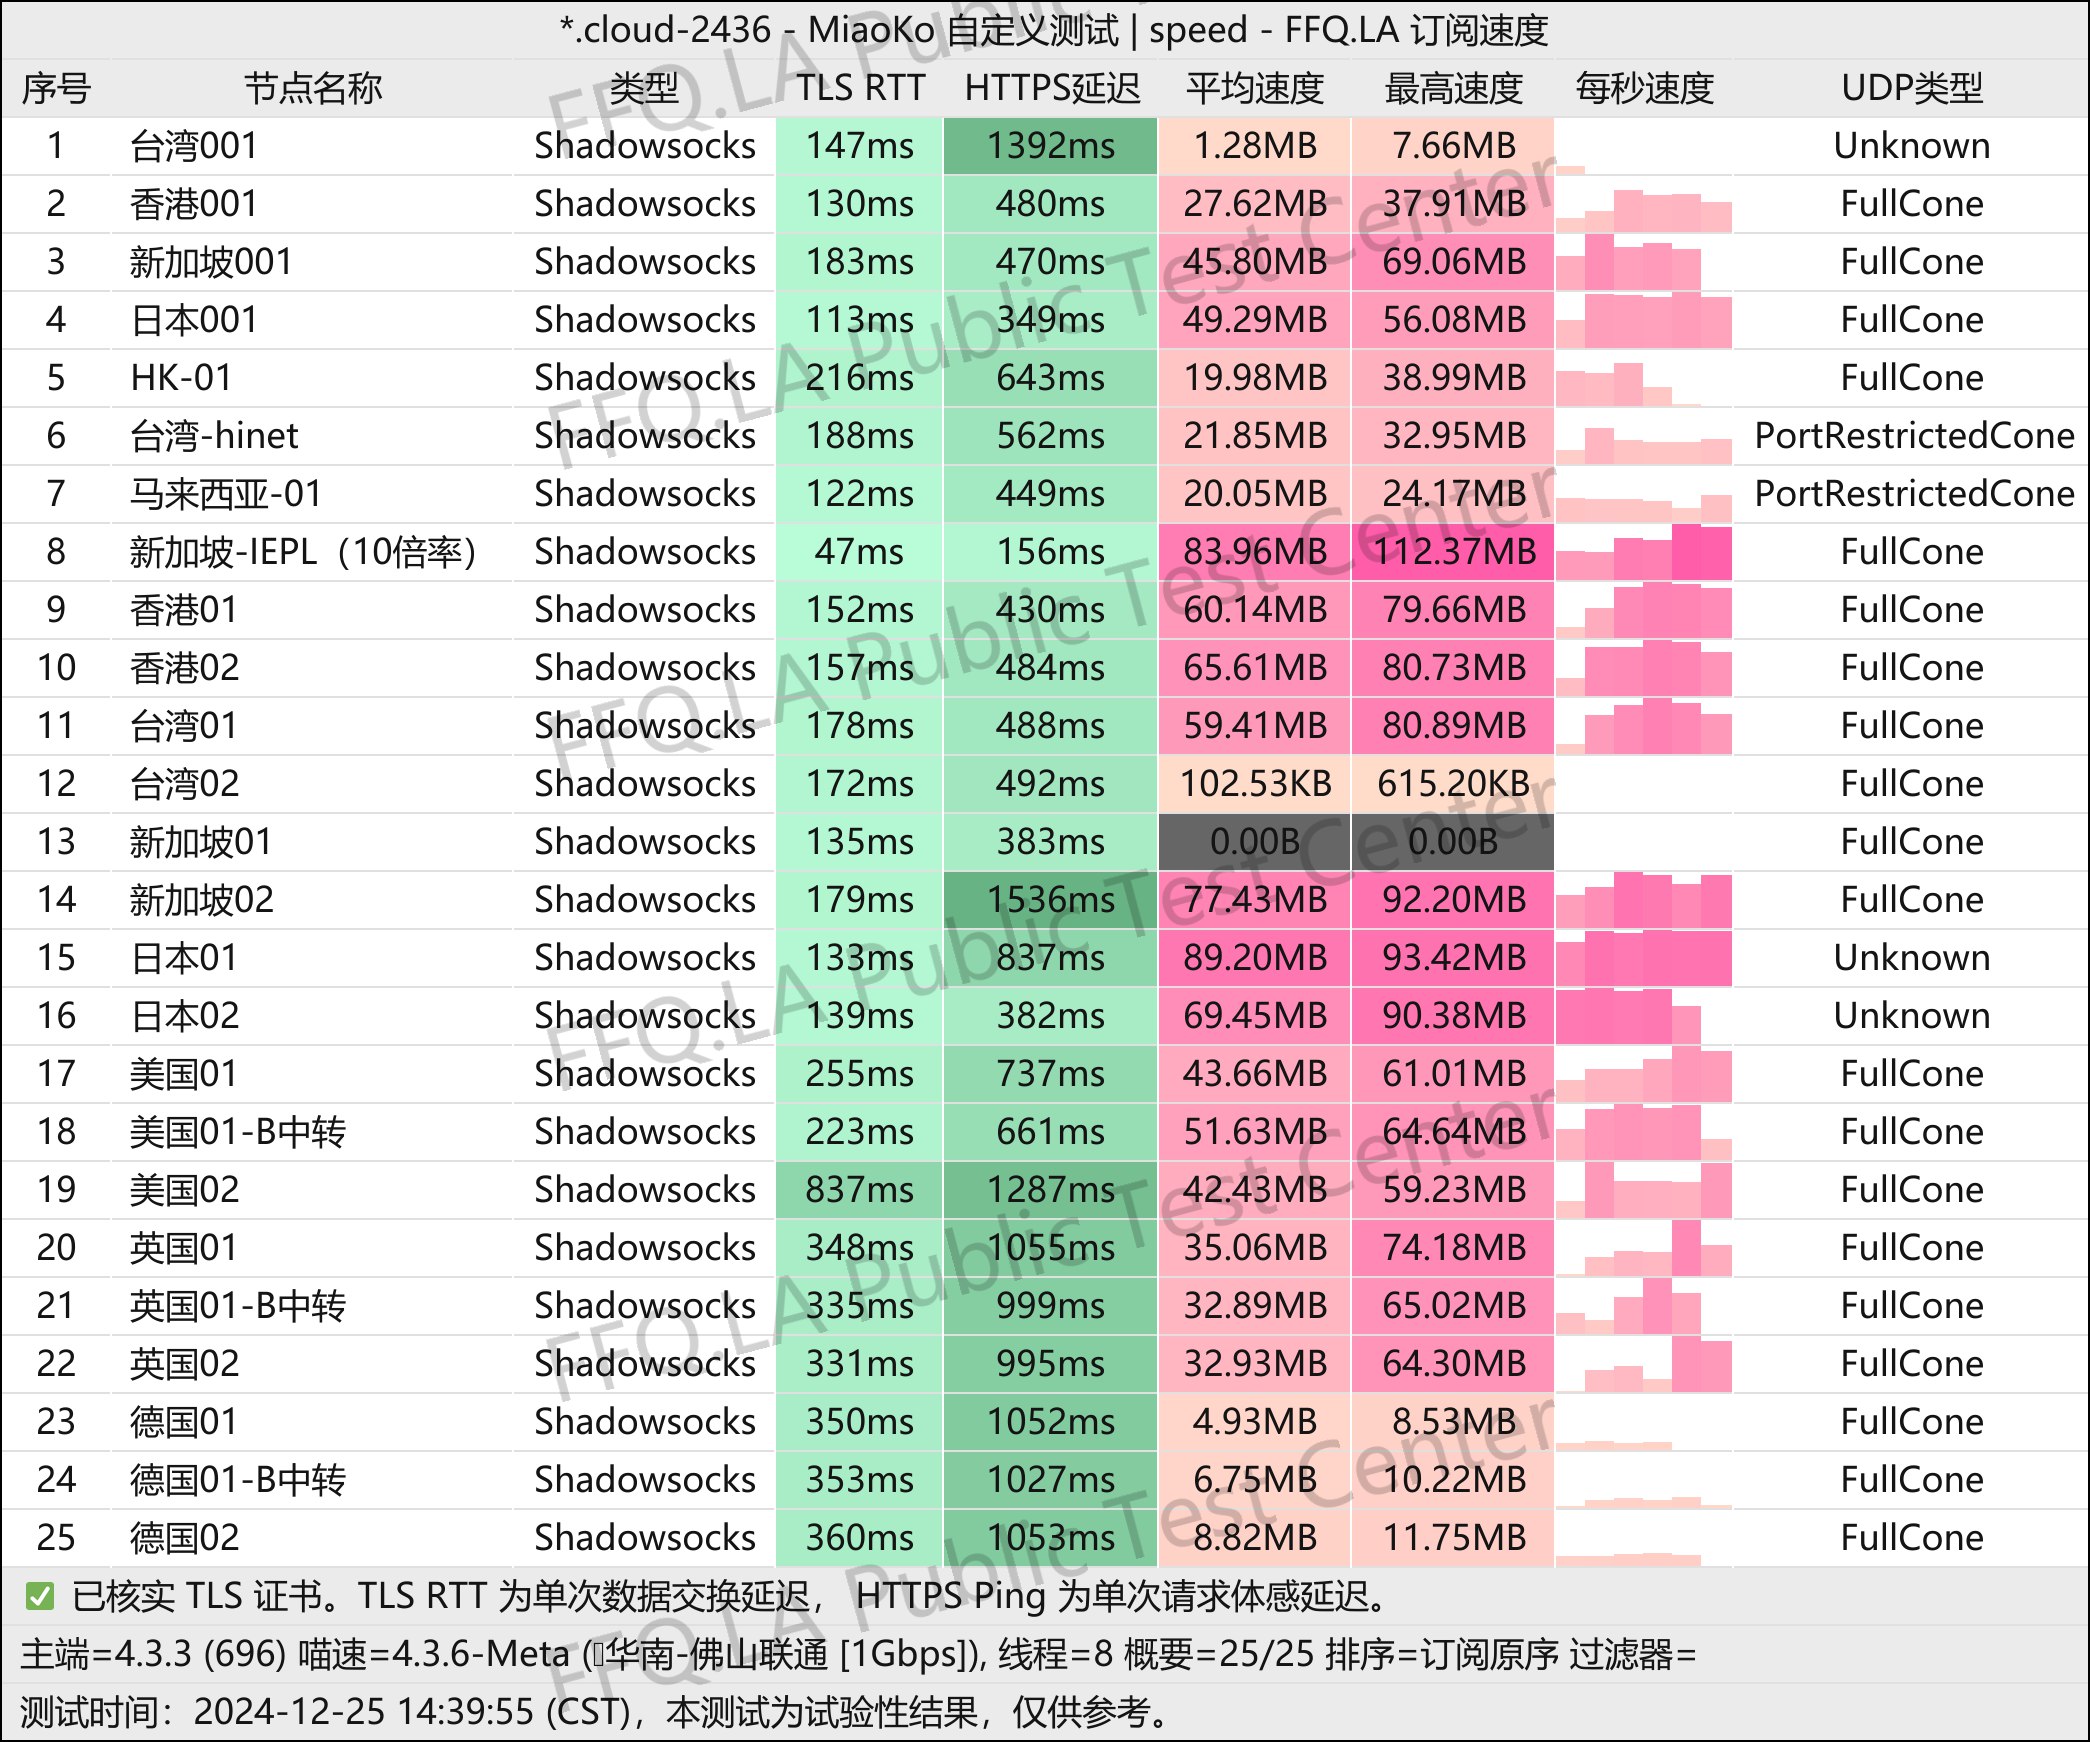 *.cloud-2436 - MiaoKo 自定义测试 | speed - FFQ.LA 订阅速度
序号 节点名称 类型 TLS RTT HTTPS延迟 平均速度 最高速度 每秒速度 UDP类型
1 台湾001 Shadowsocks 147ms 1392ms 1.28MB 7.66MB Unknown
2 香港001 Shadowsocks 130ms 480ms 27.62MB 37.91MB FullCone
3 新加坡001 Shadowsocks 183ms 470ms 45.80MB 69.06MB FullCone
4 日本001 Shadowsocks 113ms 349ms 49.29MB 56.08MB FullCone
5 HK-01 Shadowsocks 216ms 643ms 19.98MB 38.99MB FullCone
6 台湾-hinet Shadowsocks 188ms 562ms 21.85MB 32.95MB PortRestrictedCone
7 马来西亚-01 Shadowsocks 122ms 449ms 20.05MB 24.17MB PortRestrictedCone
8 新加坡-IEPL（10倍率） Shadowsocks 47ms 156ms 83.96MB 112.37MB FullCone
9 香港01 Shadowsocks 152ms 430ms 60.14MB 79.66MB FullCone
10 香港02 Shadowsocks 157ms 484ms 65.61MB 80.73MB FullCone
11 台湾01 Shadowsocks 178ms 488ms 59.41MB 80.89MB FullCone
12 台湾02 Shadowsocks 172ms 492ms 102.53KB 615.20KB FullCone
13 新加坡01 Shadowsocks 135ms 383ms 0.00B 0.00B FullCone
14 新加坡02 Shadowsocks 179ms 1536ms 77.43MB 92.20MB FullCone
15 日本01 Shadowsocks 133ms 837ms 89.20MB 93.42MB Unknown
16 日本02 Shadowsocks 139ms 382ms 69.45MB 90.38MB Unknown
17 美国01 Shadowsocks 255ms 737ms 43.66MB 61.01MB FullCone
18 美国01-B中转 Shadowsocks 223ms 661ms 51.63MB 64.64MB FullCone
19 美国02 Shadowsocks 837ms 1287ms 42.43MB 59.23MB FullCone
20 英国01 Shadowsocks 348ms 1055ms 35.06MB 74.18MB FullCone
21 英国01-B中转 Shadowsocks 335ms 999ms 32.89MB 65.02MB FullCone
22 英国02 Shadowsocks 331ms 995ms 32.93MB 64.30MB FullCone
23 德国01 Shadowsocks 350ms 1052ms 4.93MB 8.53MB FullCone
24 德国01-B中转 Shadowsocks 353ms 1027ms 6.75MB 10.22MB FullCone
25 德国02 Shadowsocks 360ms 1053ms 8.82MB 11.75MB FullCone
✅ 已核实 TLS 证书。TLS RTT 为单次数据交换延迟， HTTPS Ping 为单次请求体感延迟。
主端=4.3.3 (696) 喵速=4.3.6-Meta (华南-佛山联通 [1Gbps]), 线程=8 概要=25/25 排序=订阅原序 过滤器=
测试时间：2024-12-25 14:39:55 (CST)，本测试为试验性结果，仅供参考。
FFQ.LA Public Test Center
FFQ.LA Public Test Center
FFQ.LA Public Test Center
FFQ.LA Public Test Center
FFQ.LA Public Test Center
FFQ.LA Public